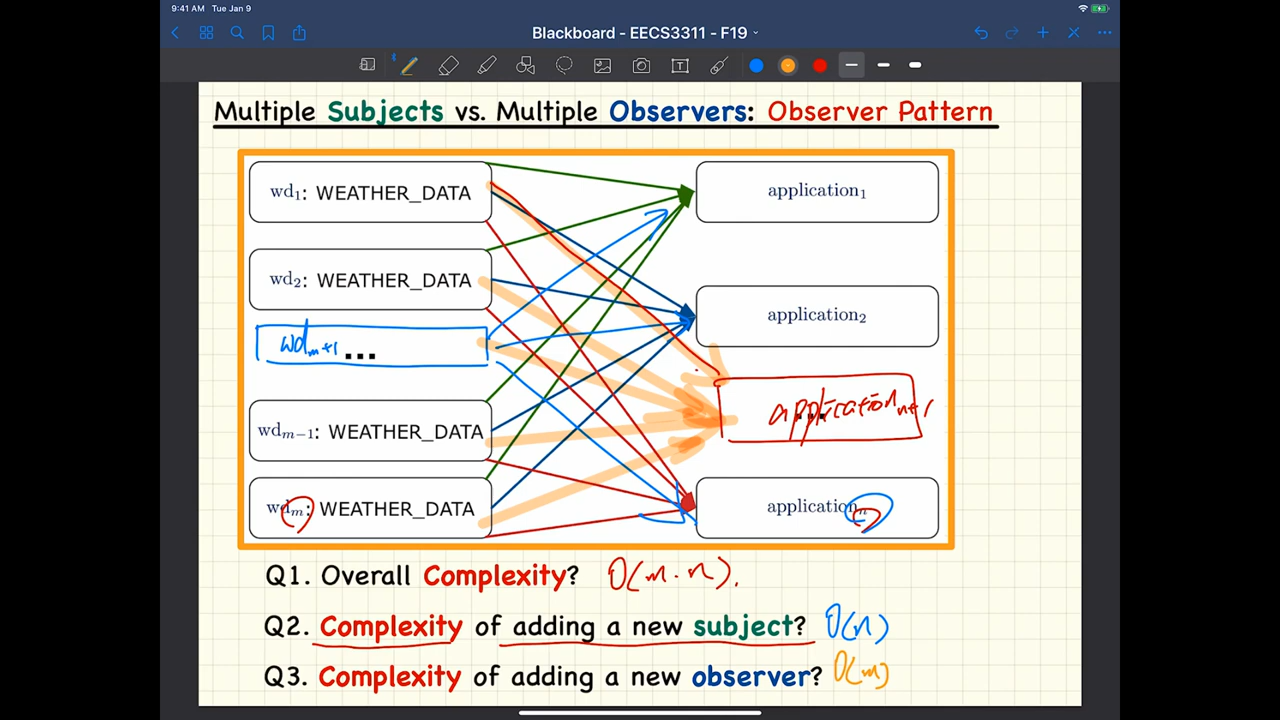 9:41 AM Tue Jan 9
Blackboard - EECS3311 - F19
Multiple Subjects vs. Multiple Observers: Observer Pattern
wd₁: WEATHER_DATA
application₁
wd₂: WEATHER_DATA
application₂
wdₘ₊₁ ...
applicationₙ₊₁ ...
wdₘ₋₁: WEATHER_DATA
wdₘ: WEATHER_DATA
applicationₙ
Q1. Overall Complexity? O(m·n).
Q2. Complexity of adding a new subject? O(n)
Q3. Complexity of adding a new observer? O(m)